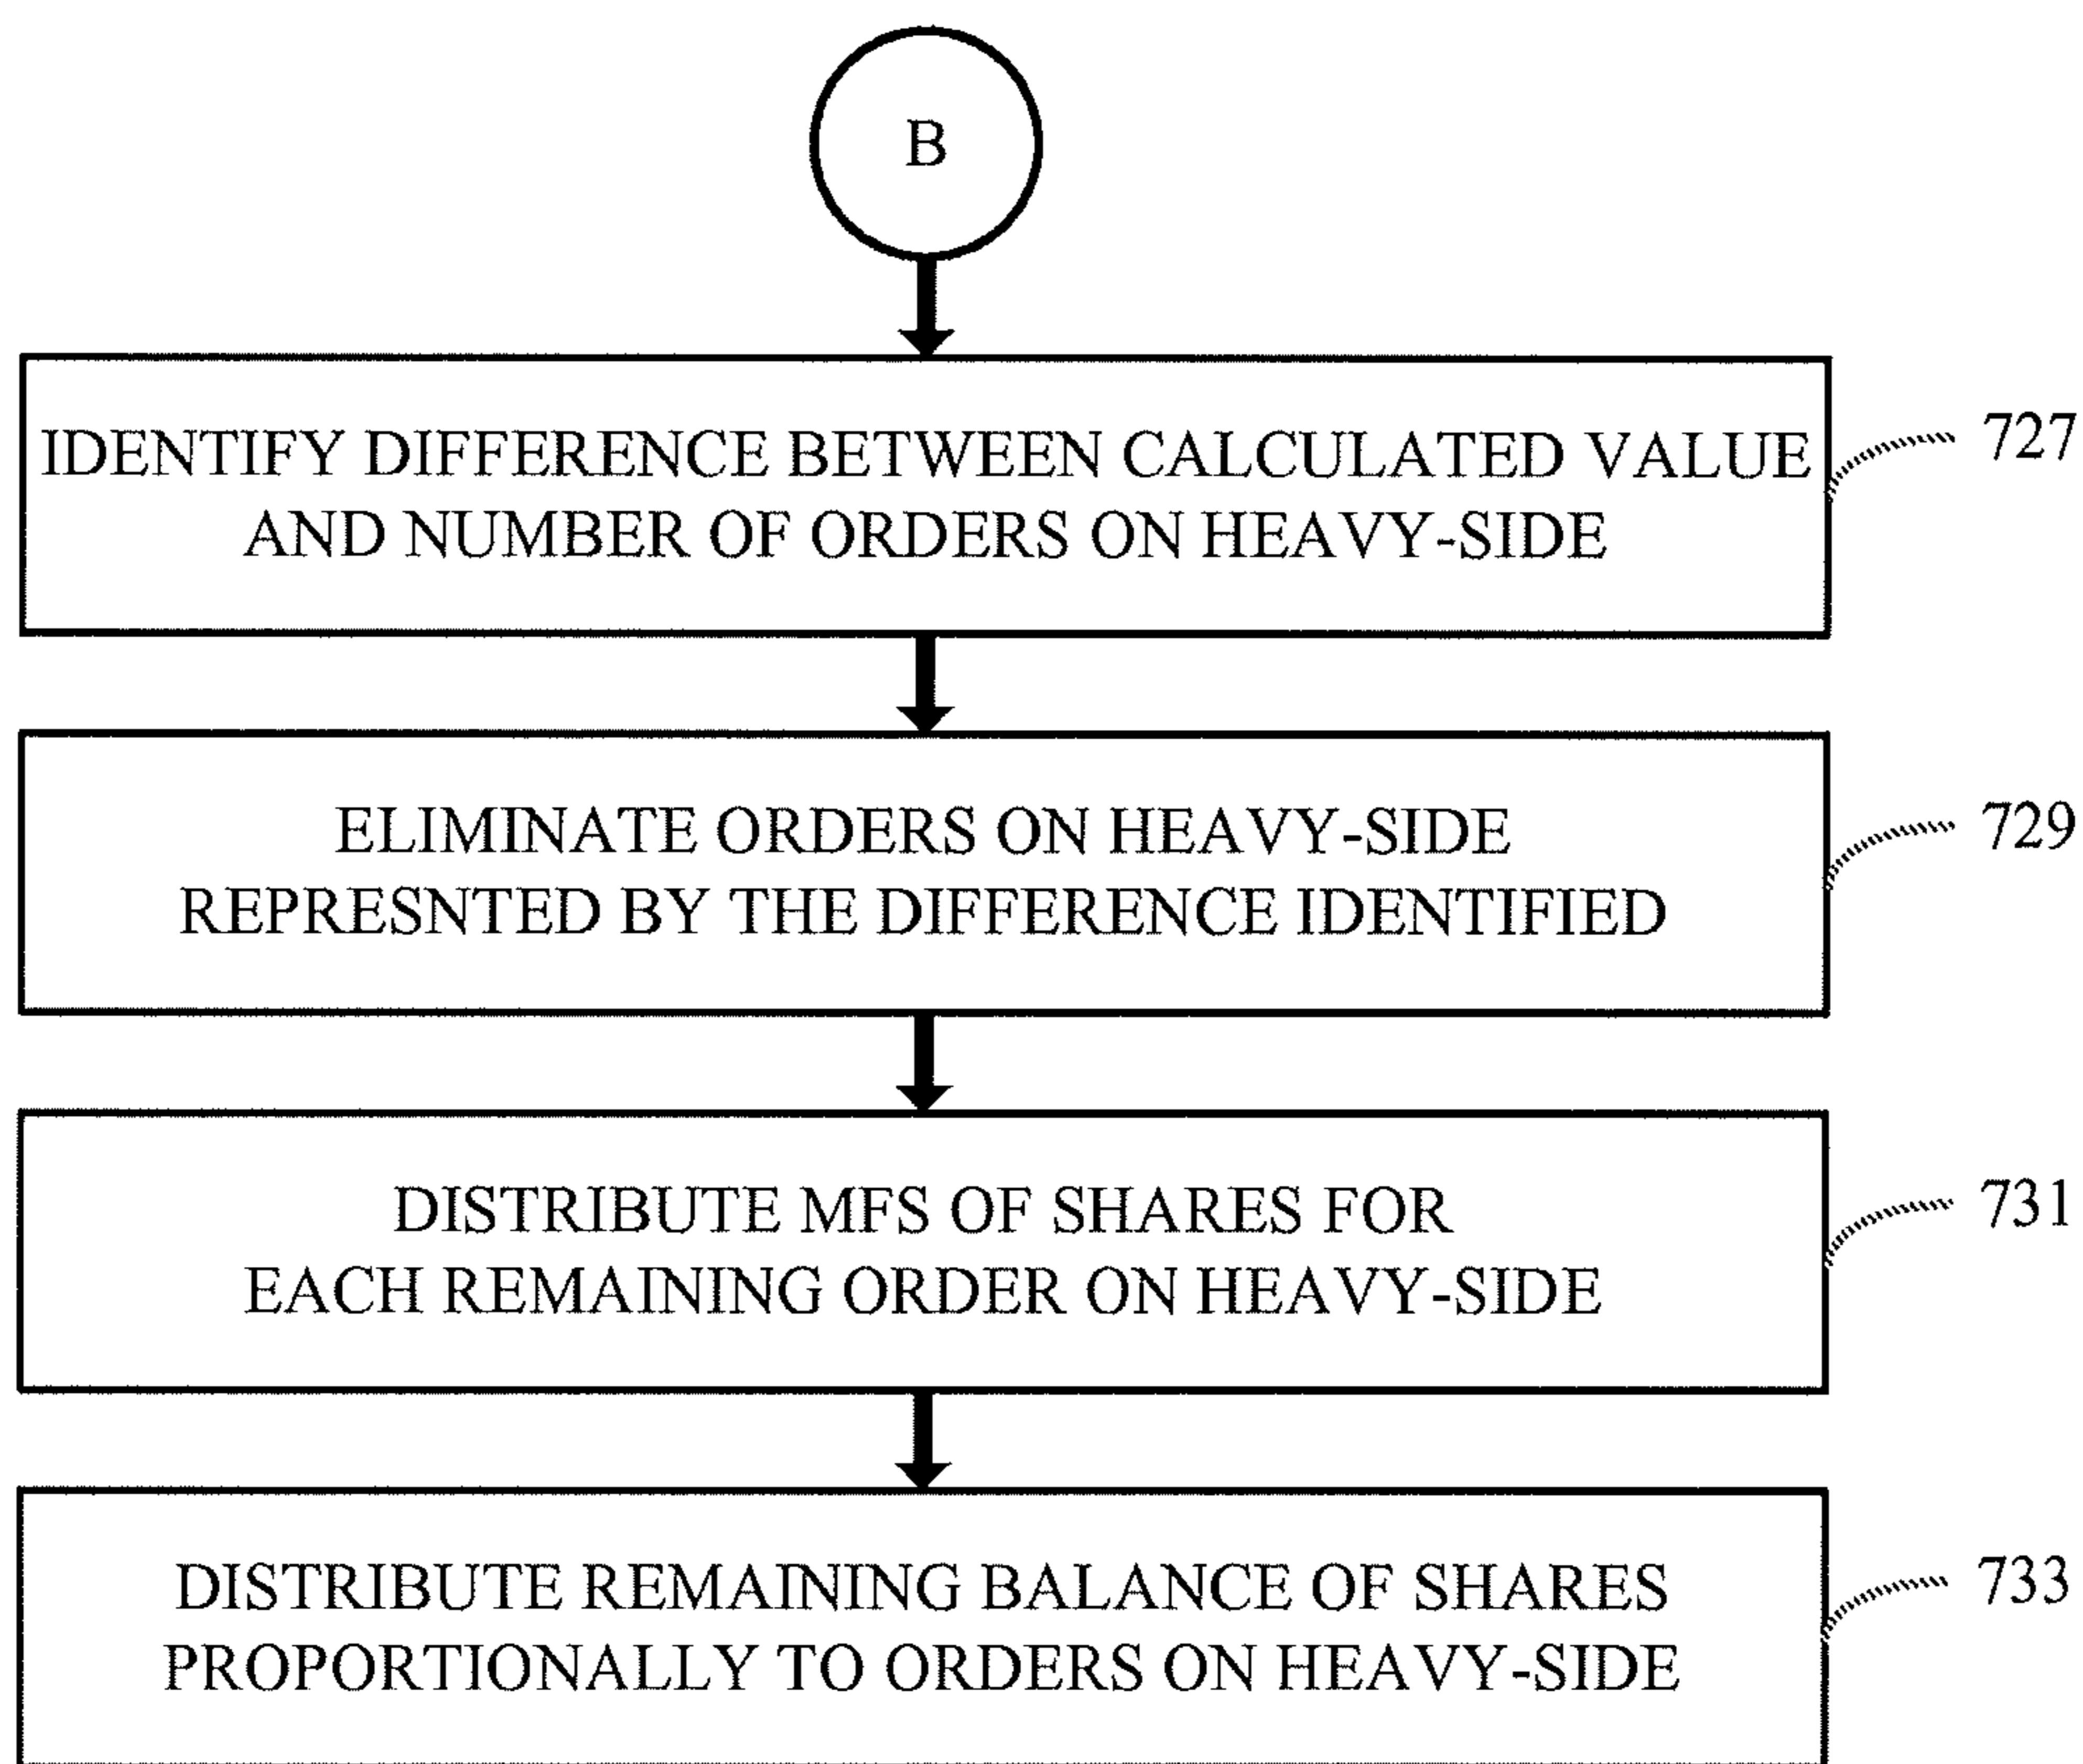 B
IDENTIFY DIFFERENCE BETWEEN CALCULATED VALUE
AND NUMBER OF ORDERS ON HEAVY-SIDE
727
ELIMINATE ORDERS ON HEAVY-SIDE
REPRESNTED BY THE DIFFERENCE IDENTIFIED
729
DISTRIBUTE MFS OF SHARES FOR
EACH REMAINING ORDER ON HEAVY-SIDE
731
DISTRIBUTE REMAINING BALANCE OF SHARES
PROPORTIONALLY TO ORDERS ON HEAVY-SIDE
733